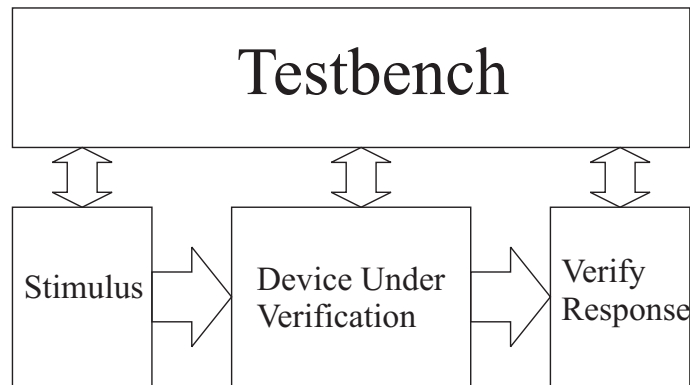 Testbench
Stimulus
Device Under
Verification
Verify
Response